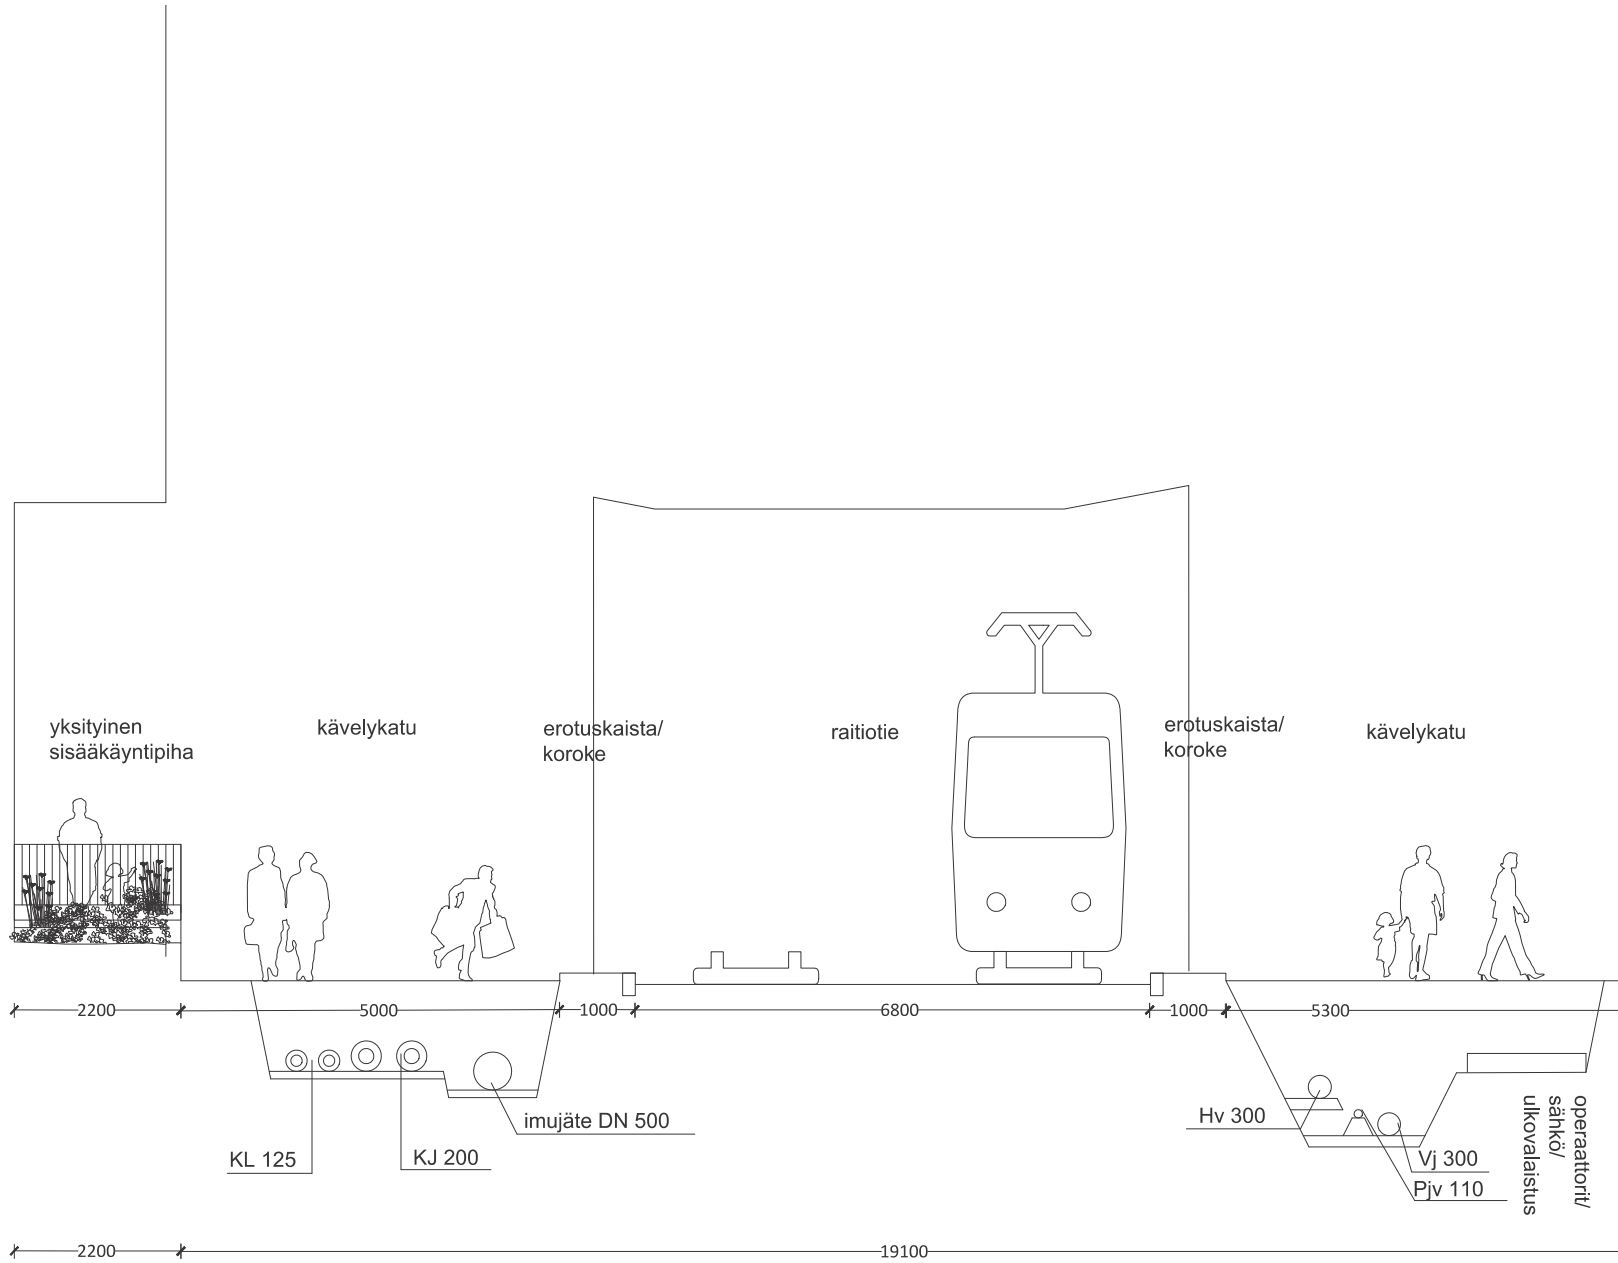 yksityinen
sisääkäyntipiha
kävelykatu
erotuskaista/
koroke
raitiotie
erotuskaista/
koroke
kävelykatu
2200
5000
1000
6800
1000
5300
KL 125
KJ 200
imujäte DN 500
Hv 300
Vj 300
Pjv 110
operaattorit/
sähkö/
ulkovalaistus
2200
19100